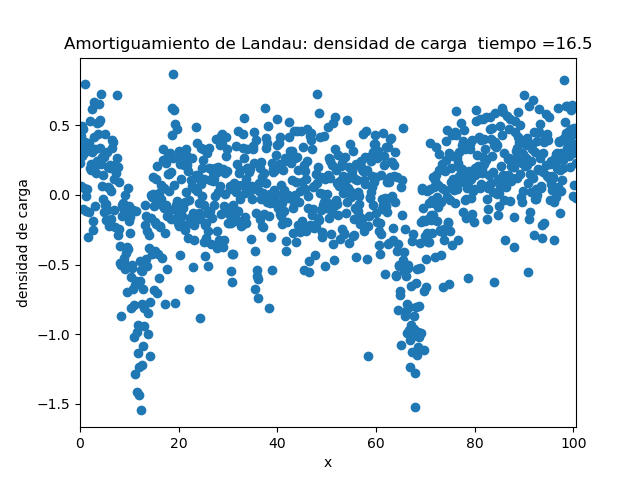 Amortiguamiento de Landau: densidad de carga  tiempo =16.5
densidad de carga
0.5
0.0
−0.5
−1.0
−1.5
0 20 40 60 80 100
x